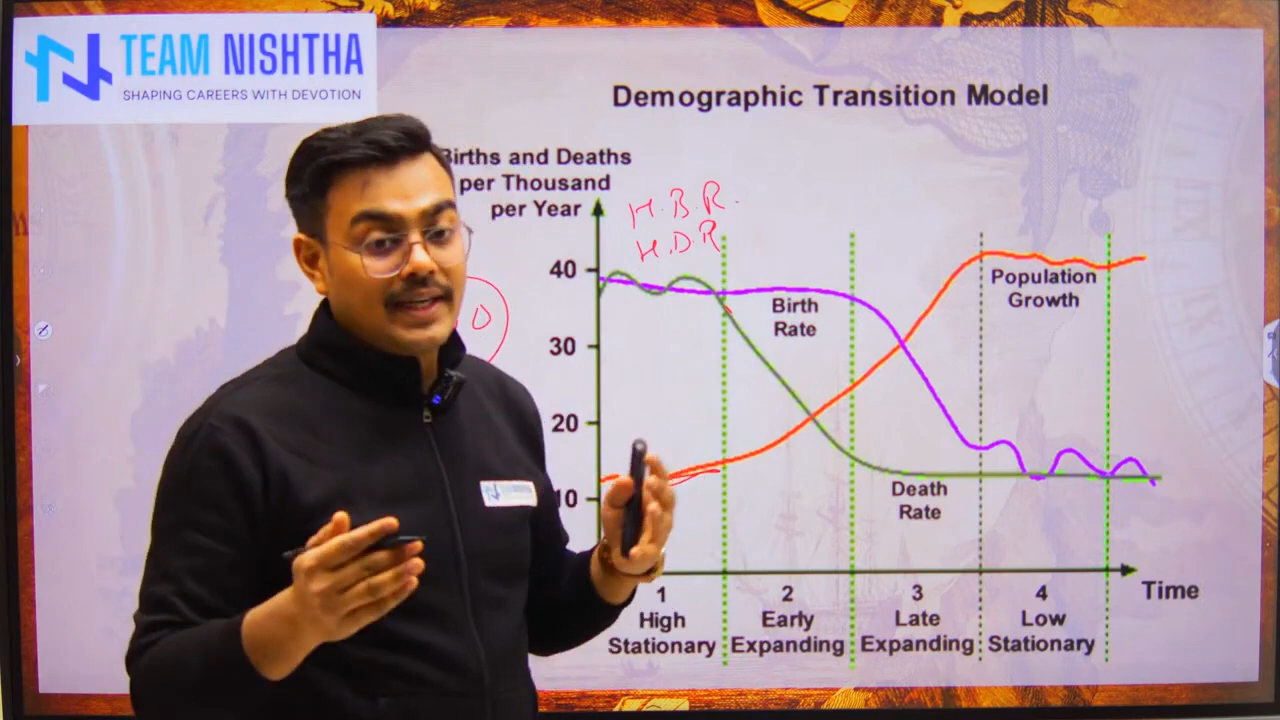 TEAM NISHTHA
SHAPING CAREERS WITH DEVOTION
Demographic Transition Model
Births and Deaths
per Thousand
per Year
H.B.R.
H.D.R
40
30
20
10
Birth
Rate
Population
Growth
Death
Rate
1
High
Stationary
2
Early
Expanding
3
Late
Expanding
4
Low
Stationary
Time